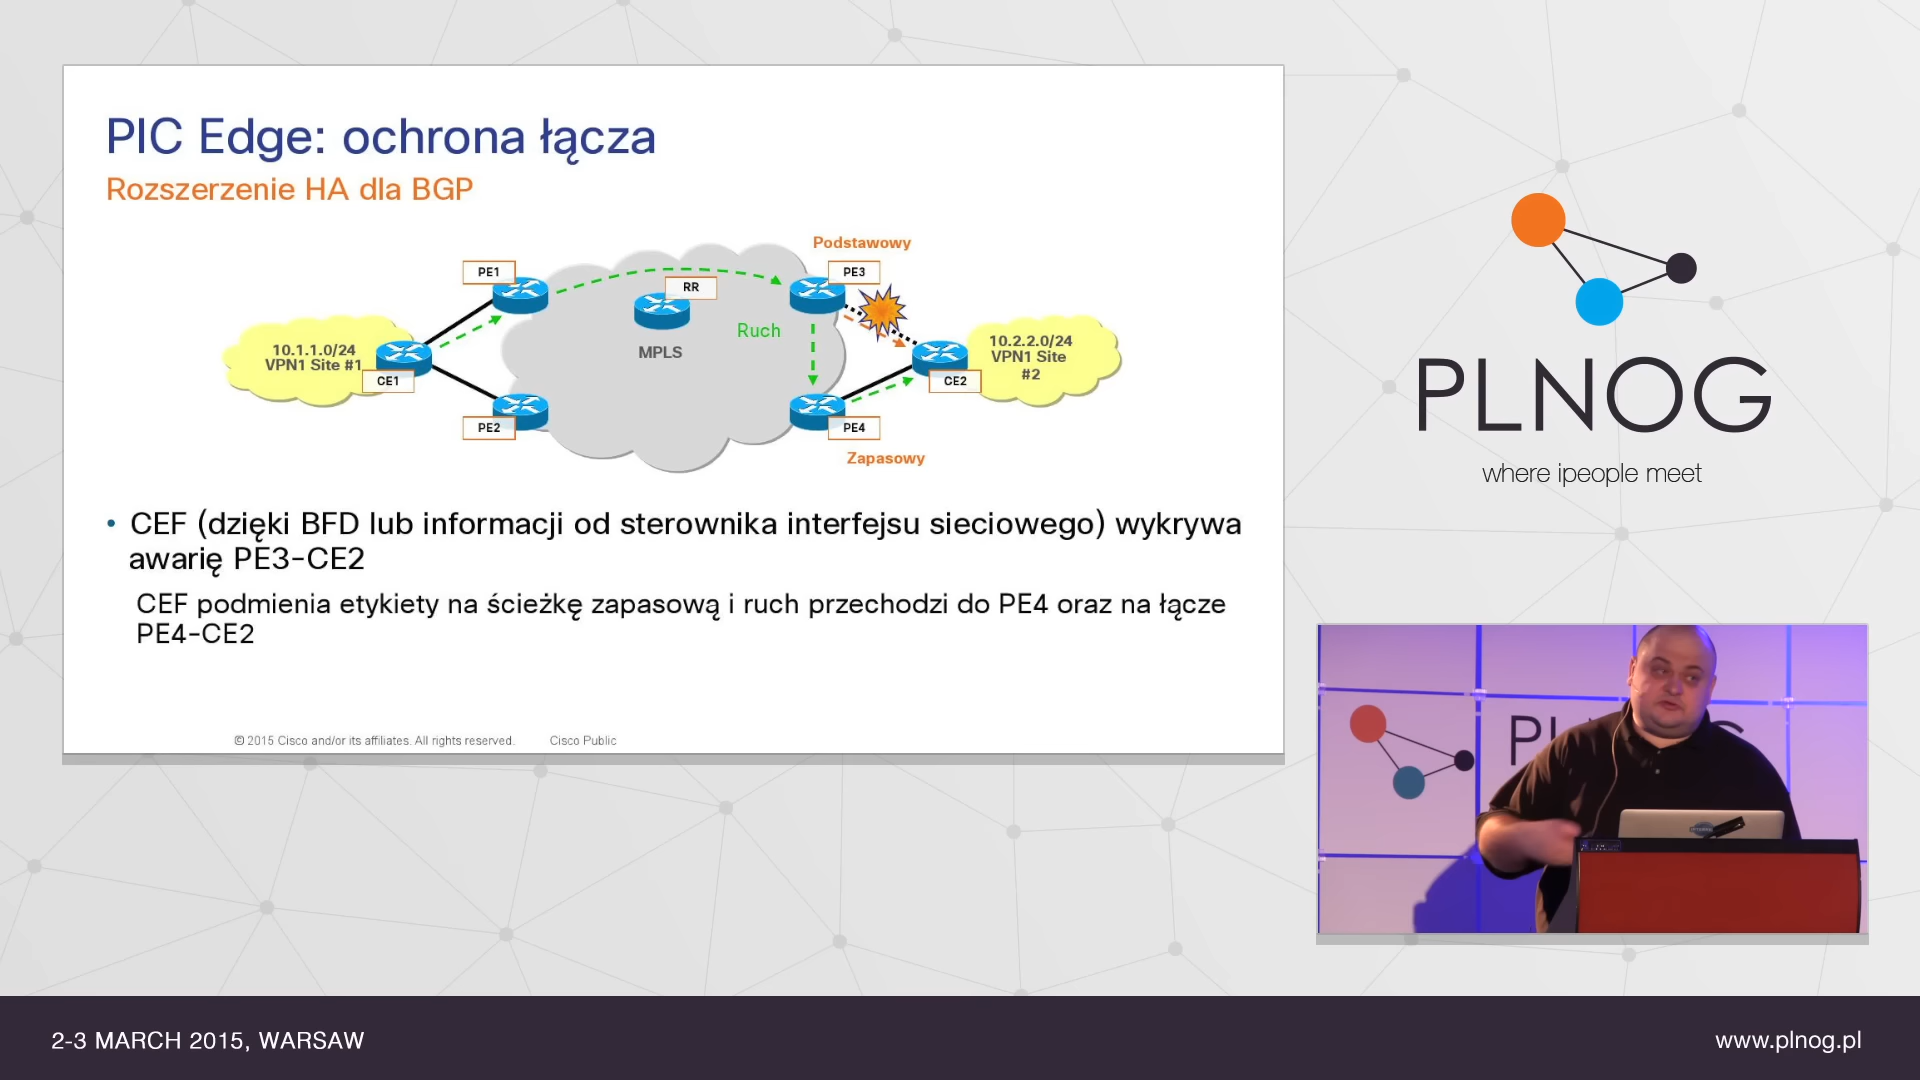 PIC Edge: ochrona łącza
Rozszerzenie HA dla BGP
Podstawowy
PE1
PE3
RR
Ruch
MPLS
10.1.1.0/24
VPN1 Site #1
CE1
10.2.2.0/24
VPN1 Site
#2
CE2
PE2
PE4
Zapasowy
• CEF (dzięki BFD lub informacji od sterownika interfejsu sieciowego) wykrywa
awarię PE3-CE2
CEF podmienia etykiety na ścieżkę zapasową i ruch przechodzi do PE4 oraz na łącze
PE4-CE2
© 2015 Cisco and/or its affiliates. All rights reserved. Cisco Public
PLNOG
where ipeople meet
2-3 MARCH 2015, WARSAW
www.plnog.pl